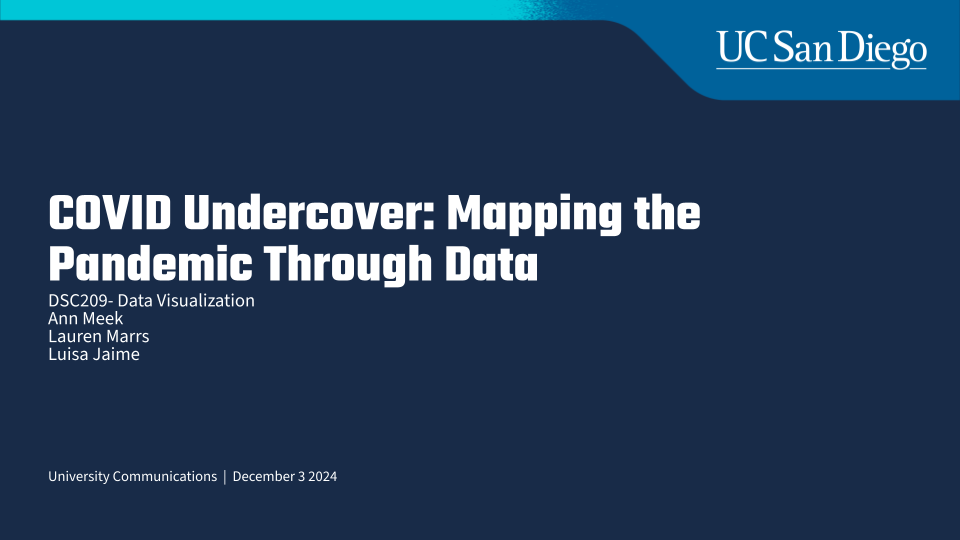 UC San Diego
COVID Undercover: Mapping the
Pandemic Through Data
DSC209- Data Visualization
Ann Meek
Lauren Marrs
Luisa Jaime
University Communications | December 3 2024